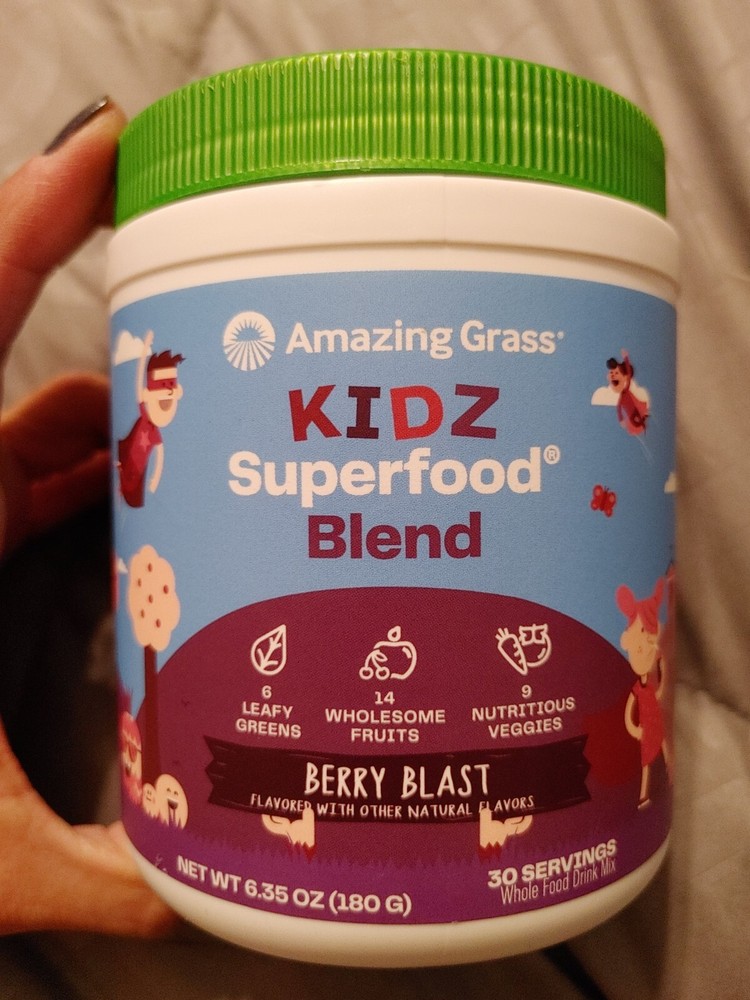 Amazing Grass®
KIDZ
Superfood®
Blend
6
LEAFY
GREENS
14
WHOLESOME
FRUITS
9
NUTRITIOUS
VEGGIES
BERRY BLAST
FLAVORED WITH OTHER NATURAL FLAVORS
NET WT 6.35 OZ (180 G)
30 SERVINGS
Whole Food Drink Mix